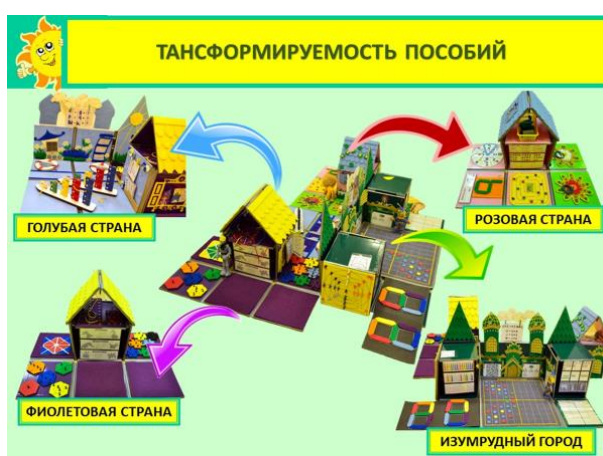 ТАНСФОРМИРУЕМОСТЬ ПОСОБИЙ
ГОЛУБАЯ СТРАНА
РОЗОВАЯ СТРАНА
ФИОЛЕТОВАЯ СТРАНА
ИЗУМРУДНЫЙ ГОРОД